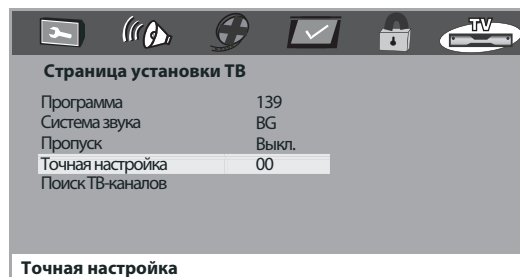 TV
Страница установки ТВ
Программа 139
Система звука BG
Пропуск Выкл.
Точная настройка 00
Поиск ТВ-каналов
Точная настройка